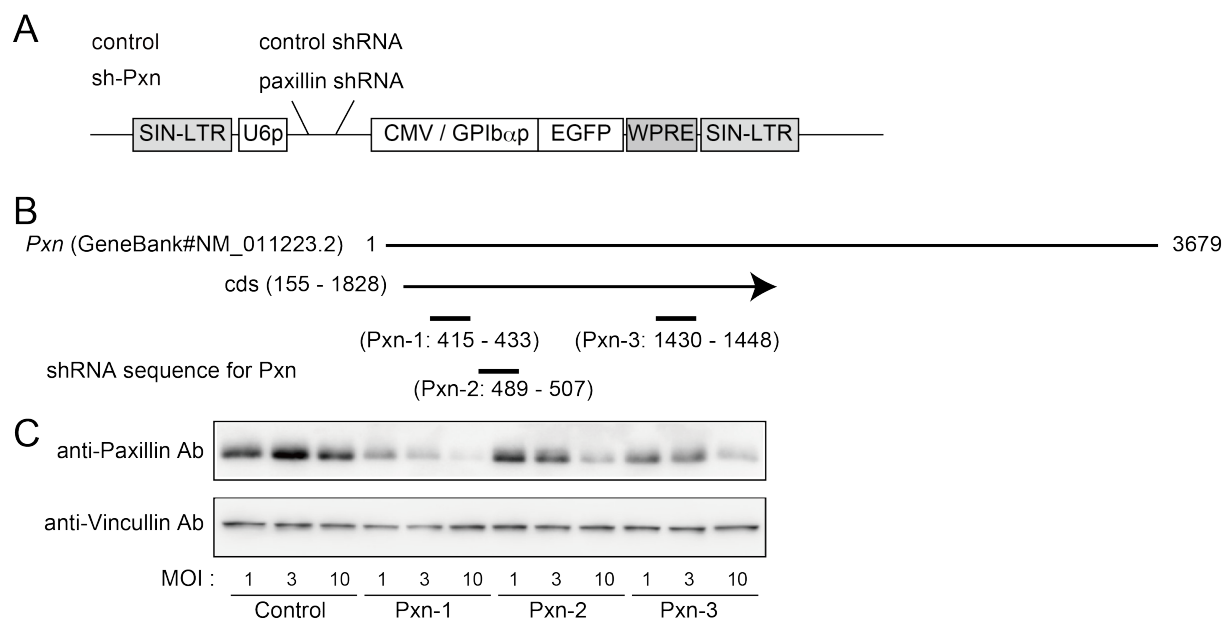 A
control control shRNA
sh-Pxn paxillin shRNA
SIN-LTR U6p CMV / GPIbαp EGFP WPRE SIN-LTR
B
Pxn (GeneBank#NM_011223.2) 1 3679
cds (155 - 1828)
(Pxn-1: 415 - 433) (Pxn-3: 1430 - 1448)
shRNA sequence for Pxn
(Pxn-2: 489 - 507)
C
anti-Paxillin Ab
anti-Vincullin Ab
MOI : 1 3 10 1 3 10 1 3 10 1 3 10
Control Pxn-1 Pxn-2 Pxn-3